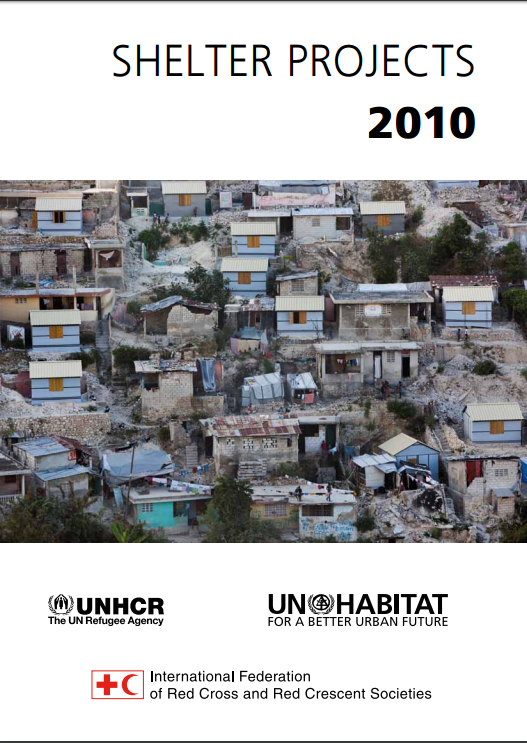 SHELTER PROJECTS
2010
UNHCR
The UN Refugee Agency
UN HABITAT
FOR A BETTER URBAN FUTURE
International Federation
of Red Cross and Red Crescent Societies